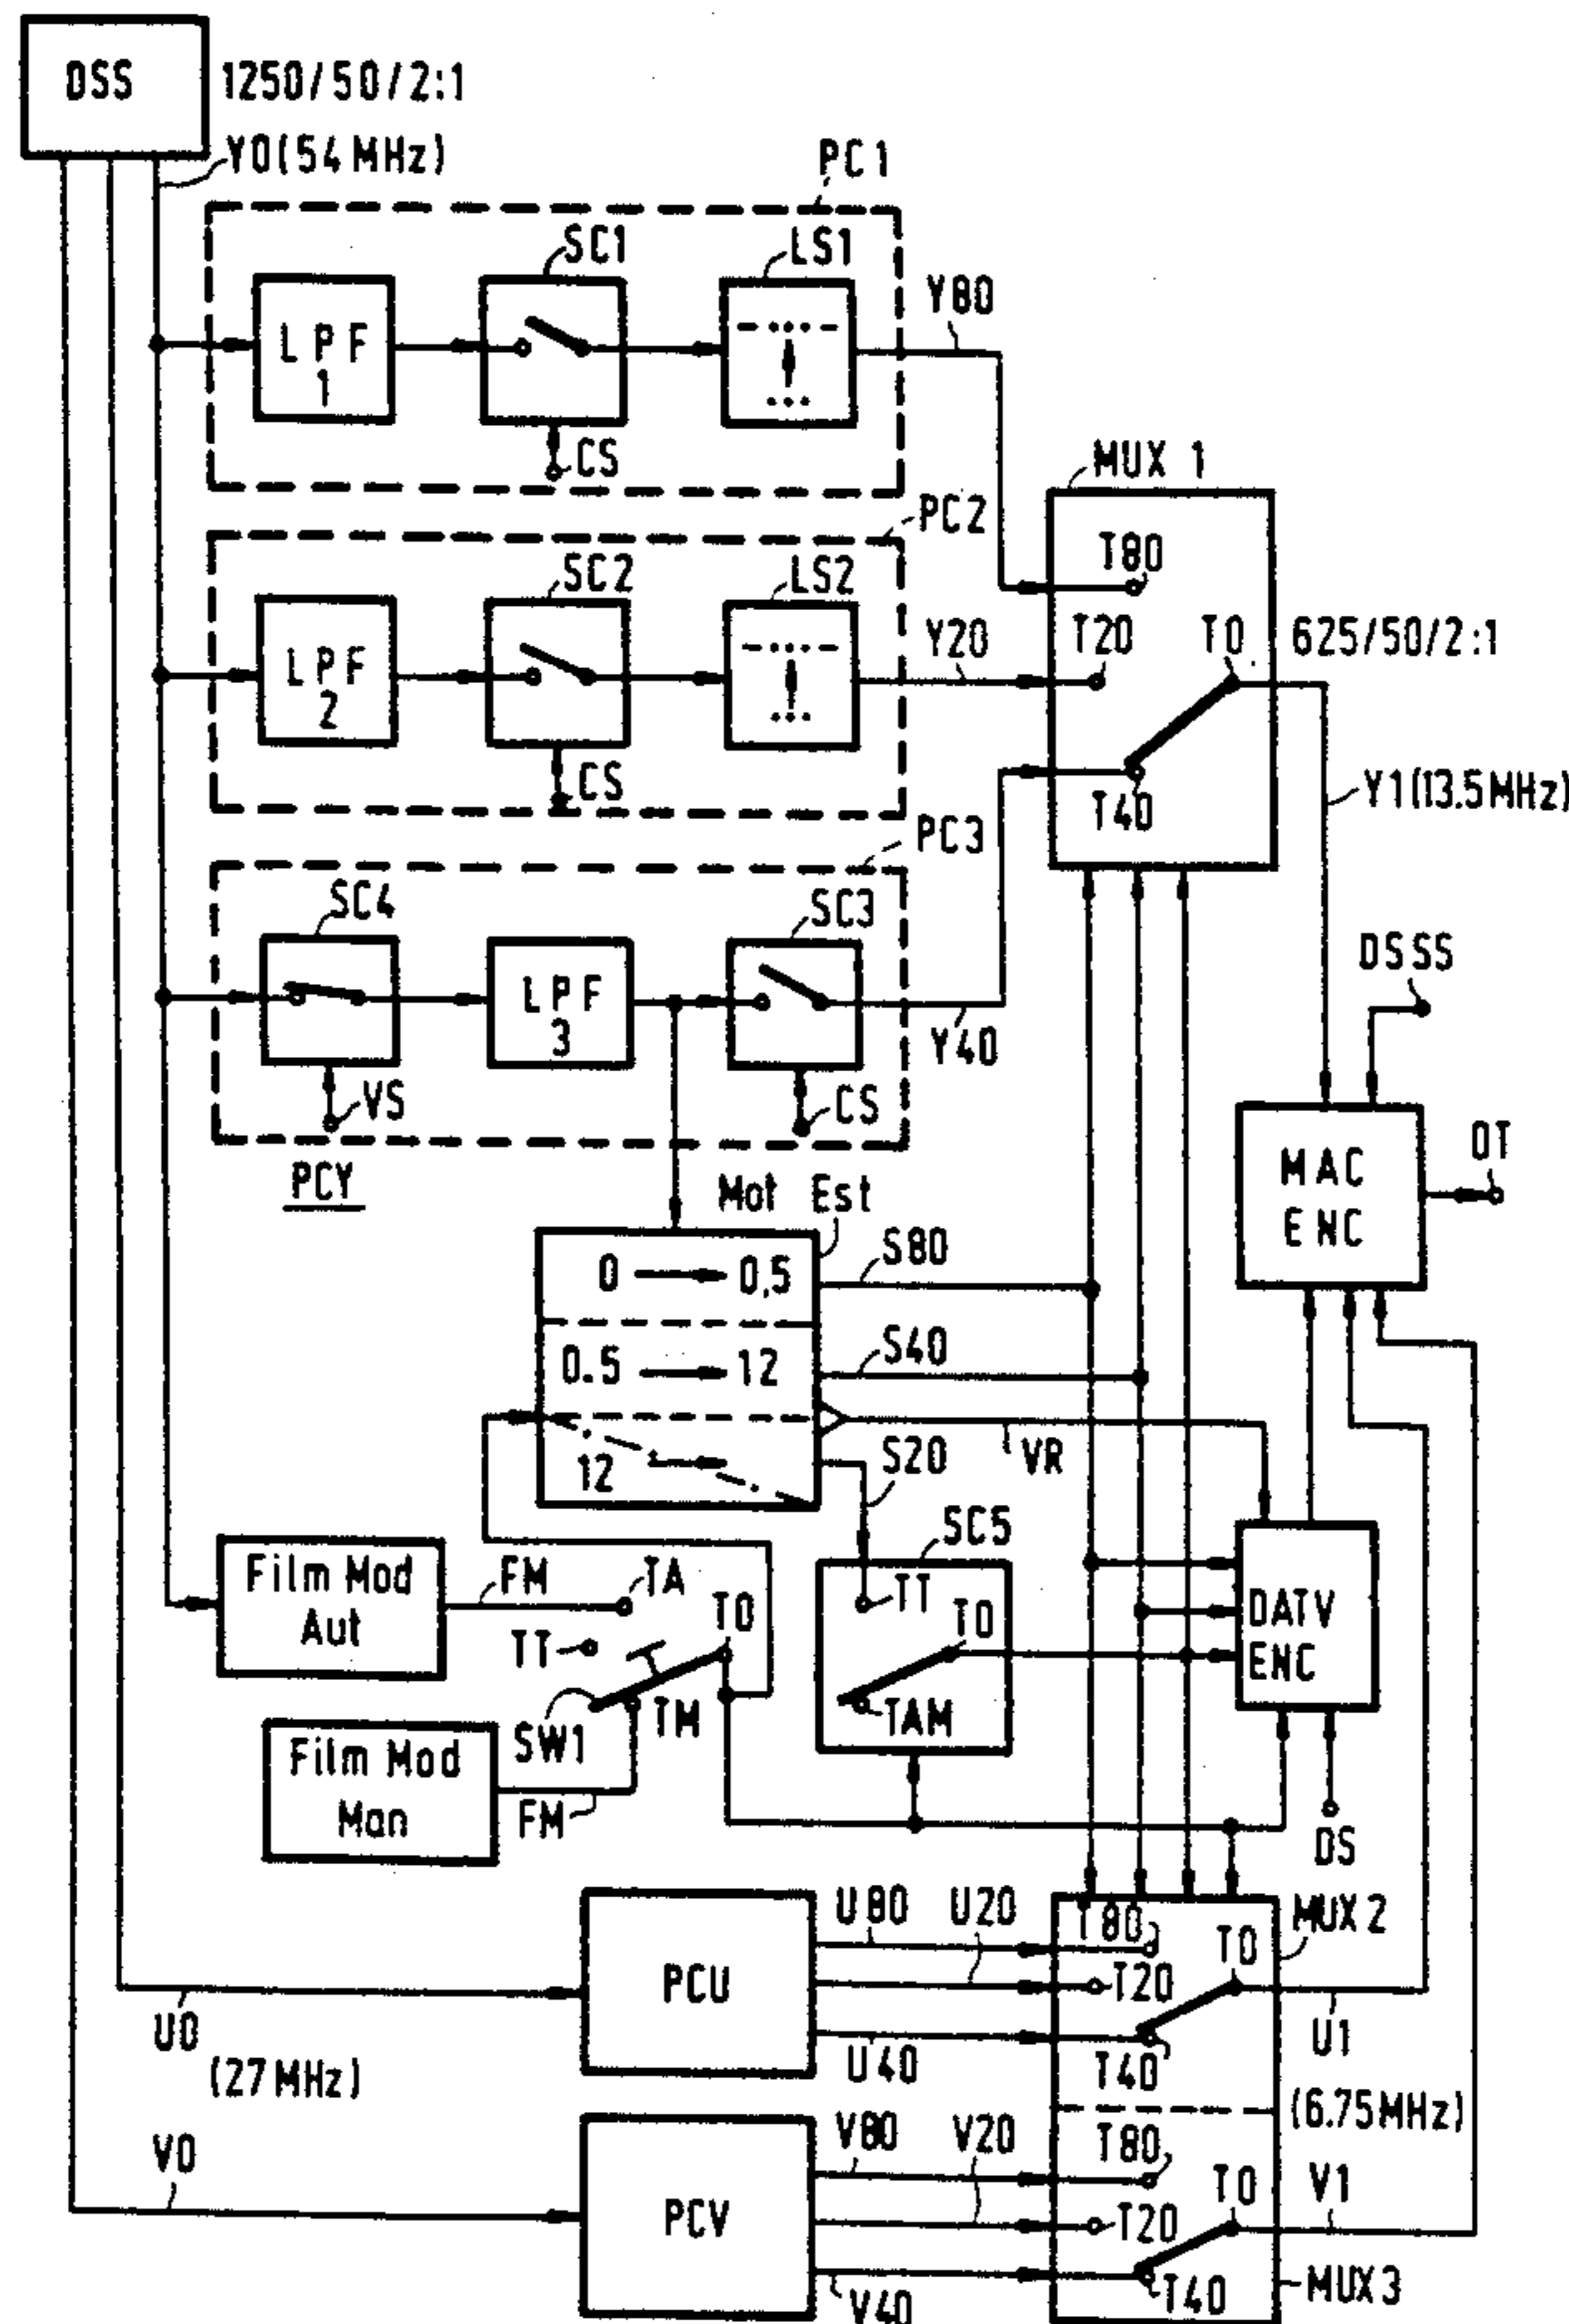 DSS
1250/50/2:1
Y0(54 MHz)
PC1
SC1
LS1
LPF
1
Y80
CS
MUX 1
PC2
SC2
LS2
T80
LPF
2
Y20
T20
T0
625/50/2:1
CS
T40
Y1(13.5MHz)
PC3
SC4
SC3
DSSS
LPF
3
Y40
VS
CS
PCY
Mot Est
MAC
ENC
OT
0
0,5
S80
0.5
12
S40
12
VR
S20
SC5
Film Mod
Aut
FM
TA
T0
TT
TT
T0
DATV
ENC
SW1
TM
TAM
Film Mod
Man
FM
DS
U80
U20
T80
T0
MUX2
PCU
T20
U0
(27MHz)
U40
T40
U1
(6.75MHz)
V80
V20
T80
V0
T0
V1
PCV
T20
V40
T40
MUX3